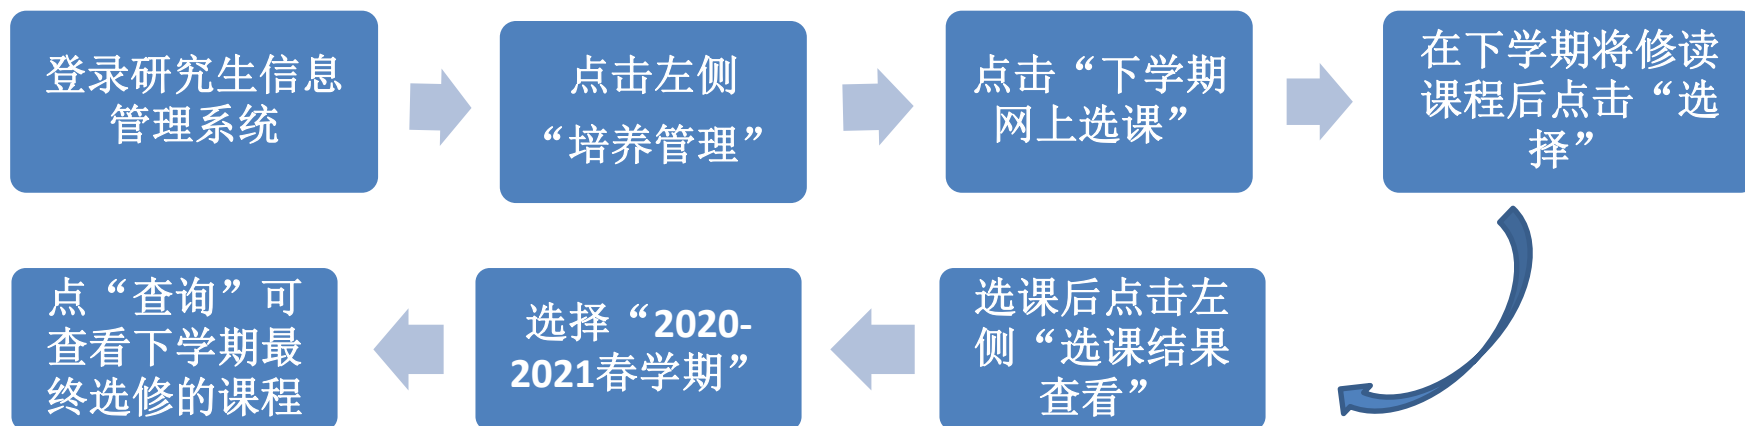 登录研究生信息
管理系统
点击左侧
“培养管理”
点击“下学期
网上选课”
在下学期将修读
课程后点击“选
择”
选课后点击左
侧“选课结果
查看”
选择“2020-
2021春学期”
点“查询”可
查看下学期最
终选修的课程